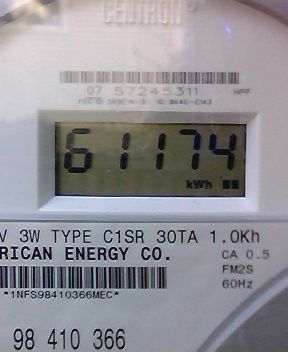 CENTRON
07 57245311 HPP
61174
kWh
V 3W TYPE C1SR 30TA 1.0Kh
RICAN ENERGY CO. CA 0.5
FM2S
60Hz
*1NFS98410366MEC*
98 410 366